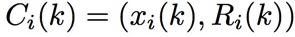 C_i(k) = (x_i(k), R_i(k))